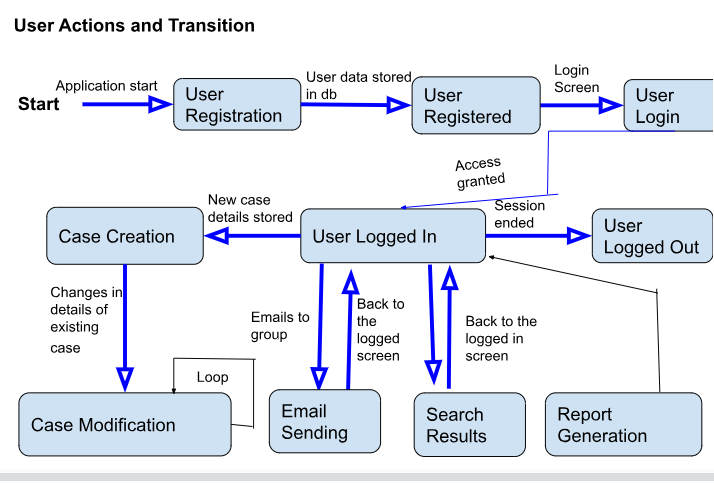 User Actions and Transition
Start
Application start
User
Registration
User data stored
in db
User
Registered
Login
Screen
User
Login
Access
granted
New case
details stored
Case Creation
User Logged In
Session
ended
User
Logged Out
Changes in
details of
existing
case
Emails to
group
Back to
the
logged
screen
Back to the
logged in
screen
Loop
Case Modification
Email
Sending
Search
Results
Report
Generation